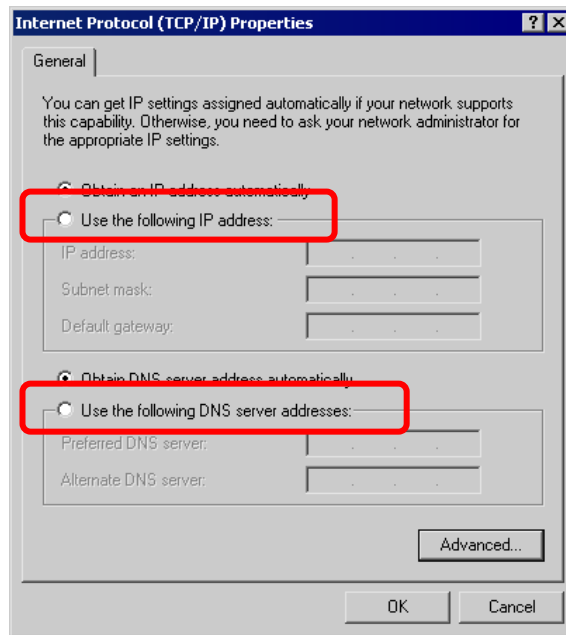 Internet Protocol (TCP/IP) Properties
General
You can get IP settings assigned automatically if your network supports
this capability. Otherwise, you need to ask your network administrator for
the appropriate IP settings.
Obtain an IP address automatically
Use the following IP address:
IP address:
Subnet mask:
Default gateway:
Obtain DNS server address automatically
Use the following DNS server addresses:
Preferred DNS server:
Alternate DNS server:
Advanced...
OK Cancel